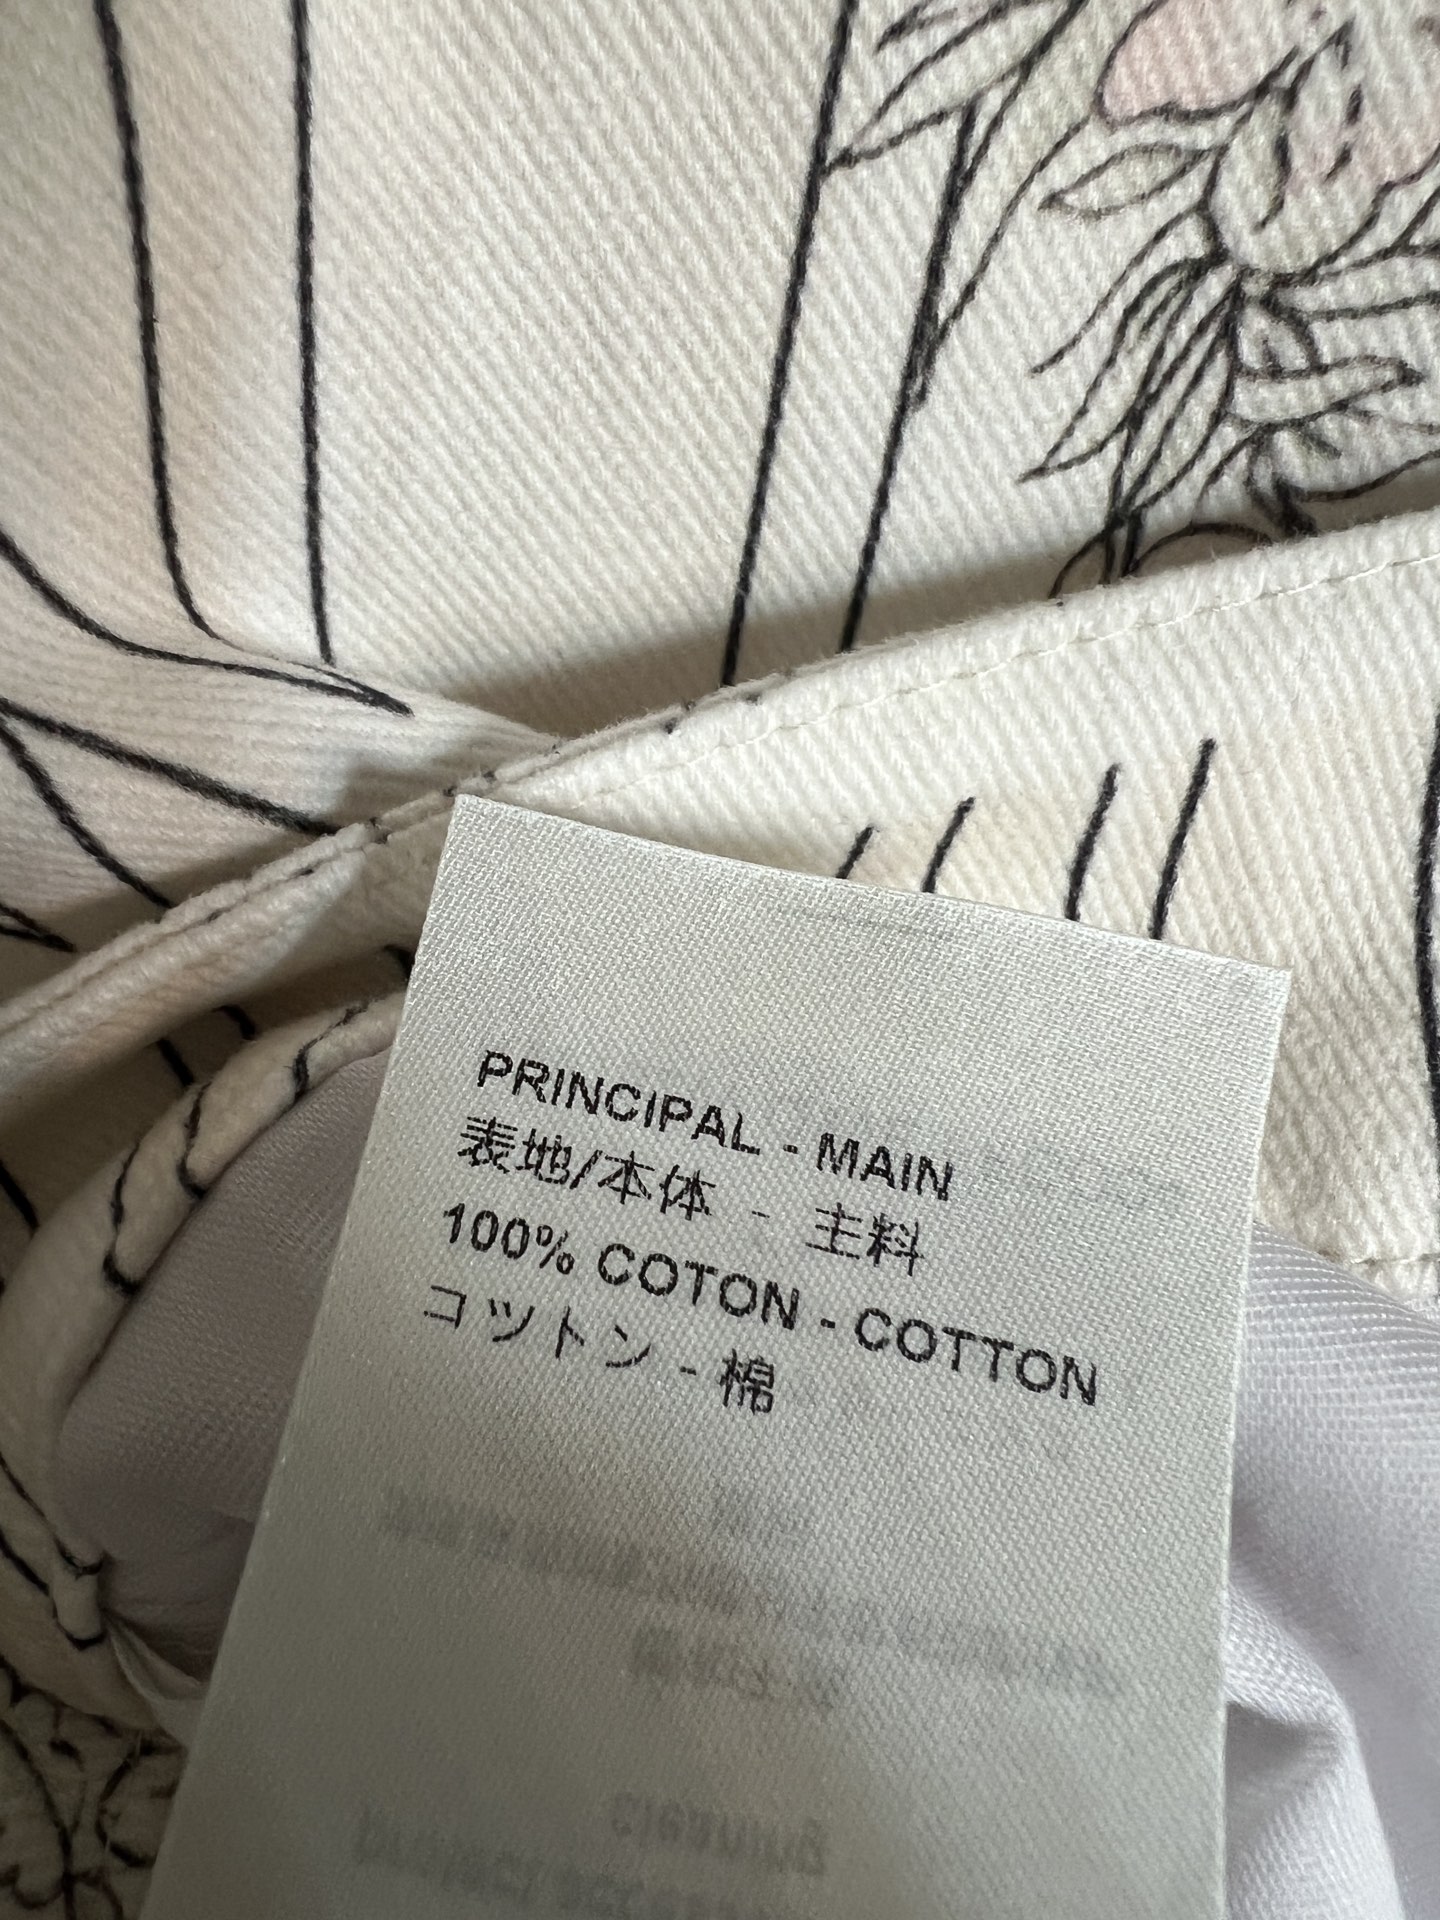 PRINCIPAL - MAIN
表地/本体 - 主料
100% COTON - COTTON
コットン - 棉